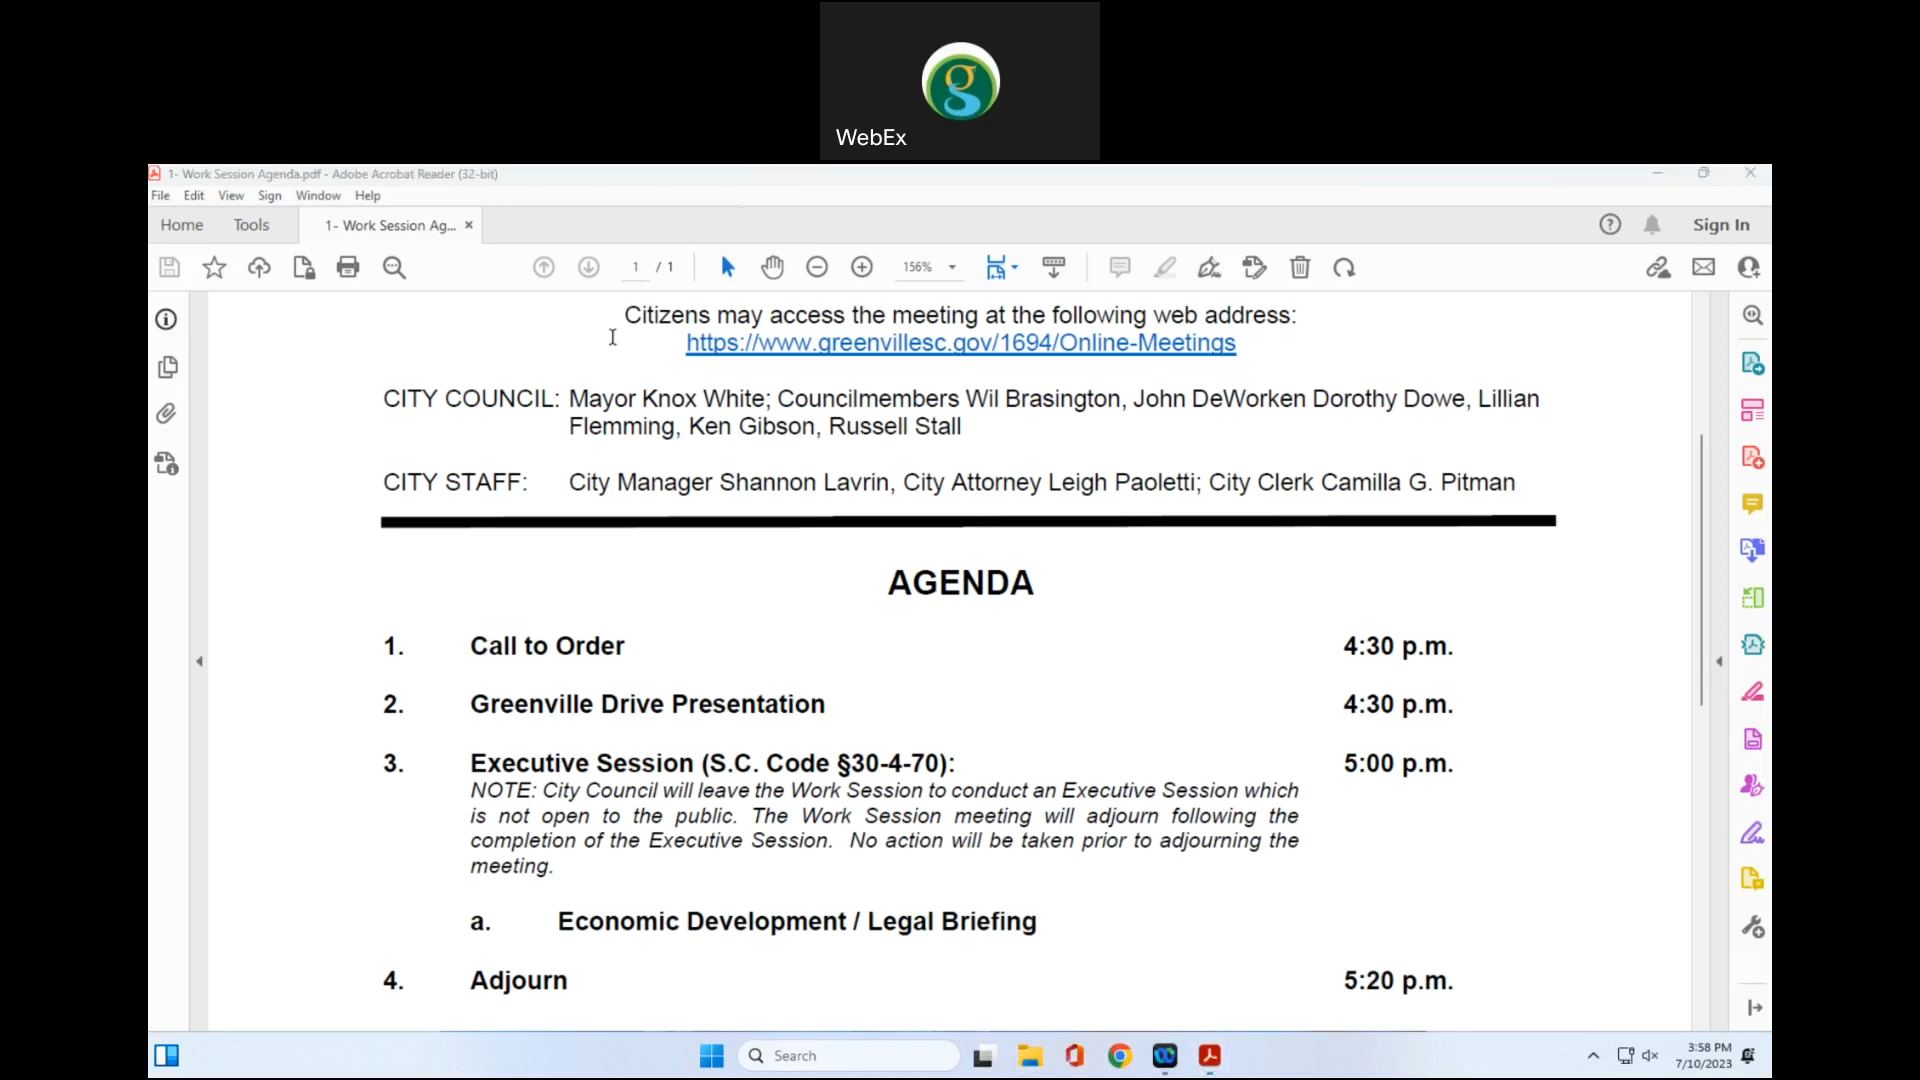 WebEx
1- Work Session Agenda.pdf - Adobe Acrobat Reader (32-bit)
File Edit View Sign Window Help
Home Tools 1- Work Session Ag... × Sign In
1 / 1 156%
Citizens may access the meeting at the following web address:
https://www.greenvillesc.gov/1694/Online-Meetings
CITY COUNCIL: Mayor Knox White; Councilmembers Wil Brasington, John DeWorken Dorothy Dowe, Lillian
Flemming, Ken Gibson, Russell Stall
CITY STAFF: City Manager Shannon Lavrin, City Attorney Leigh Paoletti; City Clerk Camilla G. Pitman
AGENDA
1. Call to Order 4:30 p.m.
2. Greenville Drive Presentation 4:30 p.m.
3. Executive Session (S.C. Code §30-4-70): 5:00 p.m.
NOTE: City Council will leave the Work Session to conduct an Executive Session which
is not open to the public. The Work Session meeting will adjourn following the
completion of the Executive Session. No action will be taken prior to adjourning the
meeting.
a. Economic Development / Legal Briefing
4. Adjourn 5:20 p.m.
Search
3:58 PM
7/10/2023